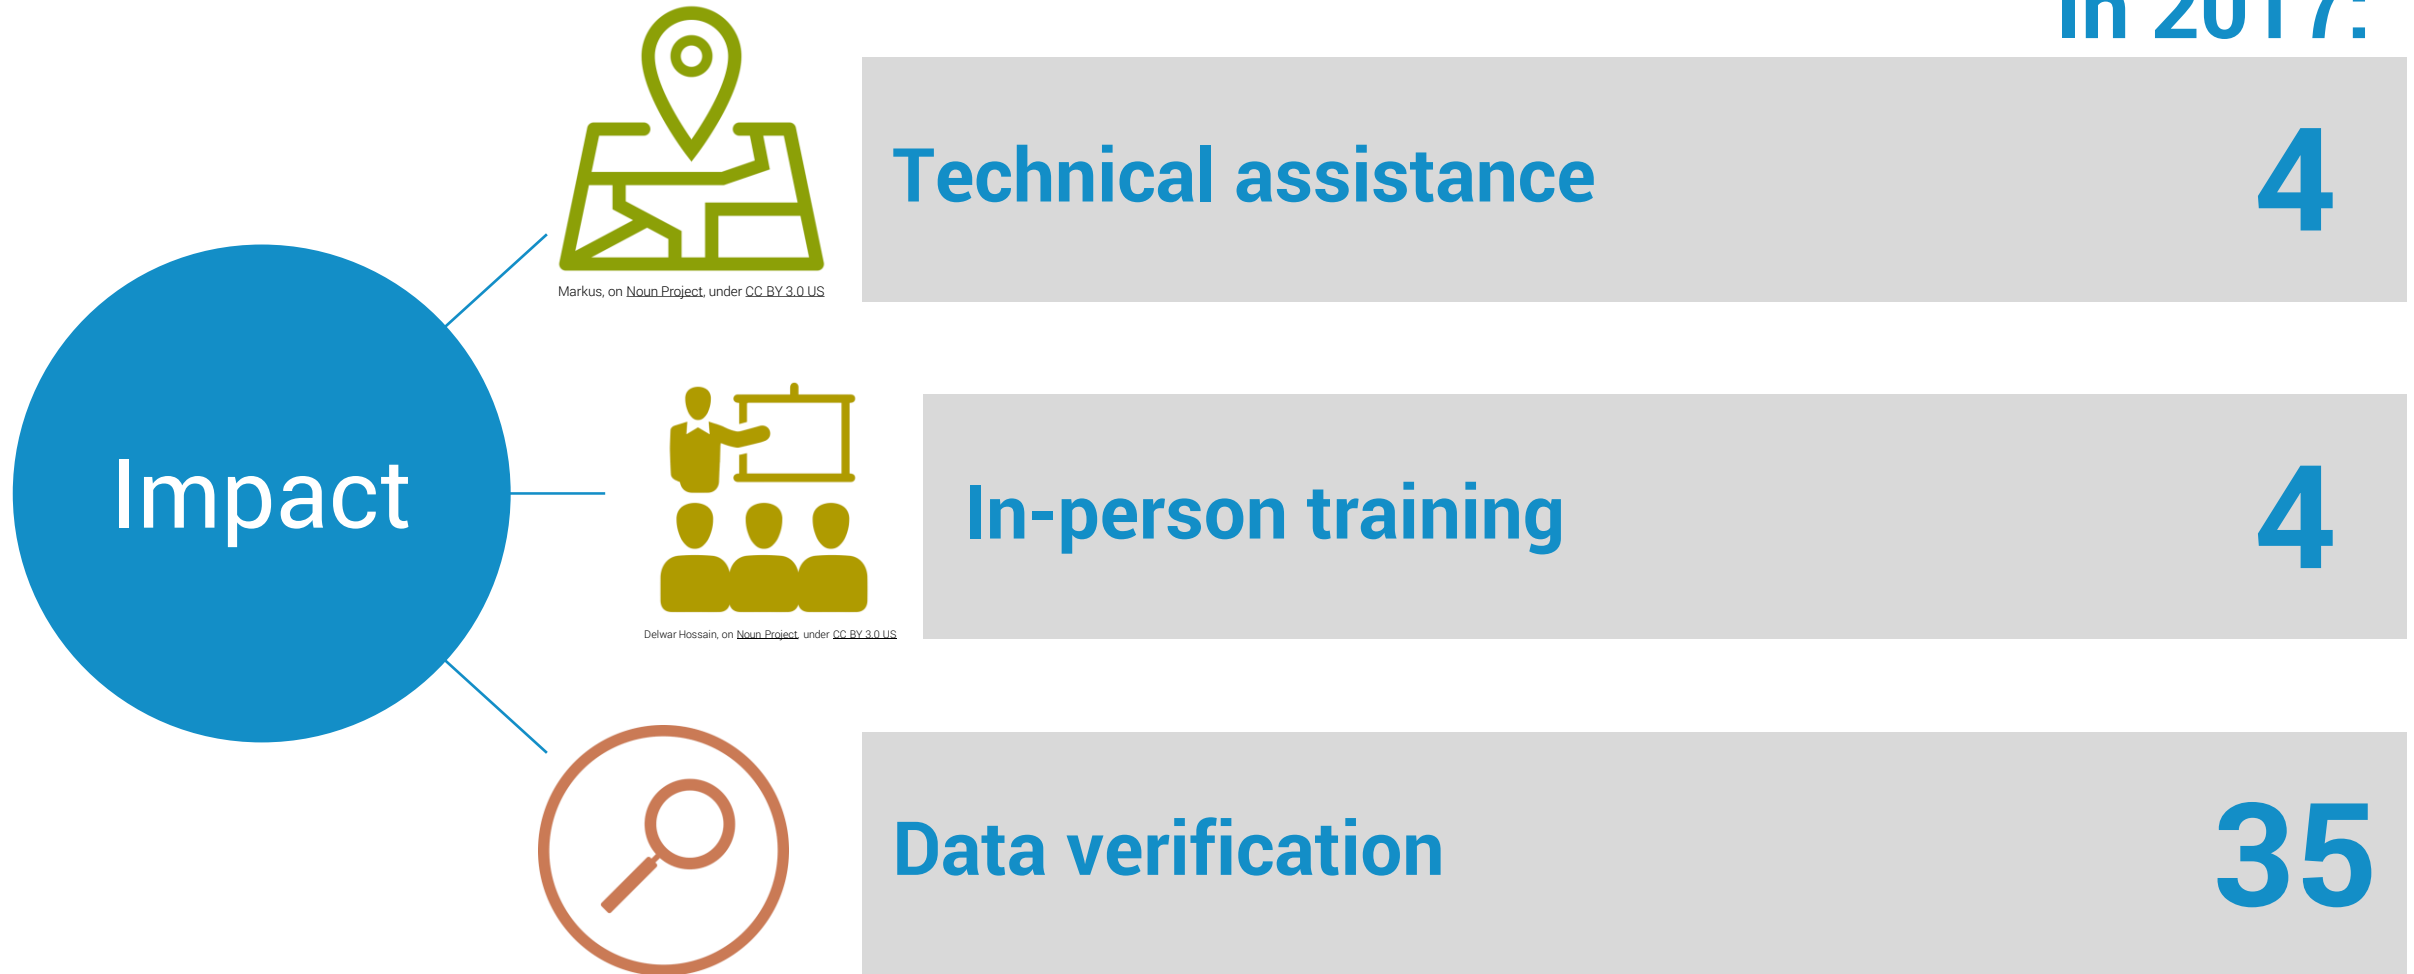 In 2017:
Technical assistance
4
Markus, on Noun Project, under CC BY 3.0 US
Impact
In-person training
4
Delwar Hossain, on Noun Project, under CC BY 3.0 US
Data verification
35